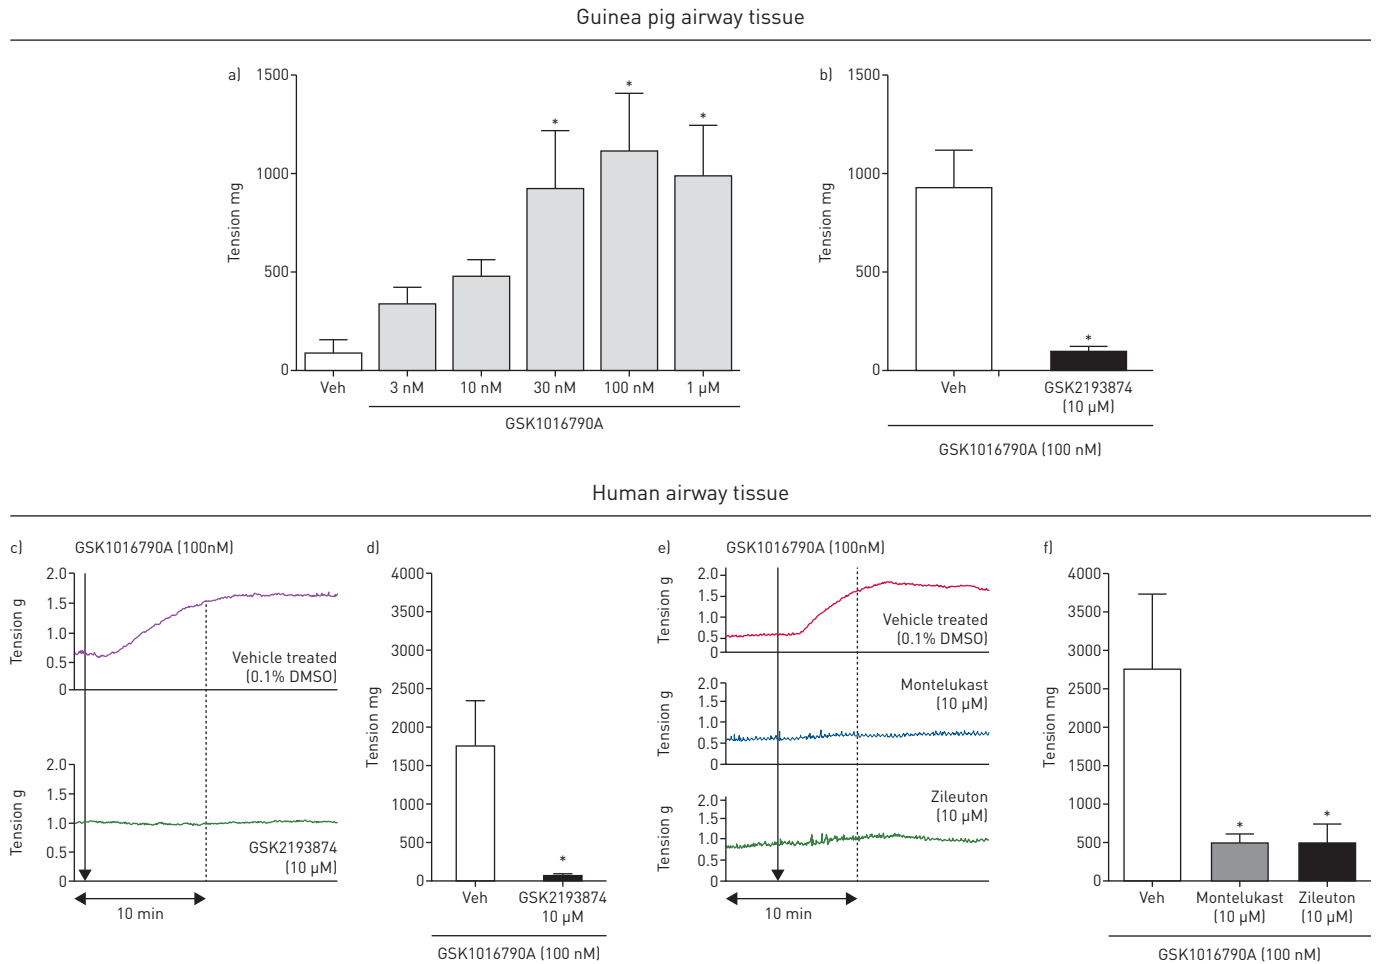 Guinea pig airway tissue
a)
1500
1000
500
0
Tension mg
*
*
*
Veh
3 nM
10 nM
30 nM
100 nM
1 µM
GSK1016790A
b)
1500
1000
500
0
Tension mg
*
Veh
GSK2193874
(10 µM)
GSK1016790A (100 nM)
Human airway tissue
c)
GSK1016790A (100nM)
2.0
1.5
1.0
0.5
0
Tension g
Vehicle treated
(0.1% DMSO)
2.0
1.5
1.0
0.5
0
Tension g
GSK2193874
(10 µM)
10 min
d)
4000
3500
3000
2500
2000
1500
1000
500
0
Tension mg
*
Veh
GSK2193874
10 µM
GSK1016790A (100 nM)
e)
GSK1016790A (100nM)
2.0
1.5
1.0
0.5
0
Tension g
Vehicle treated
(0.1% DMSO)
2.0
1.5
1.0
0.5
0
Tension g
Montelukast
(10 µM)
2.0
1.5
1.0
0.5
0
Tension g
Zileuton
(10 µM)
10 min
f)
4000
3500
3000
2500
2000
1500
1000
500
0
Tension mg
*
*
Veh
Montelukast
(10 µM)
Zileuton
(10 µM)
GSK1016790A (100 nM)